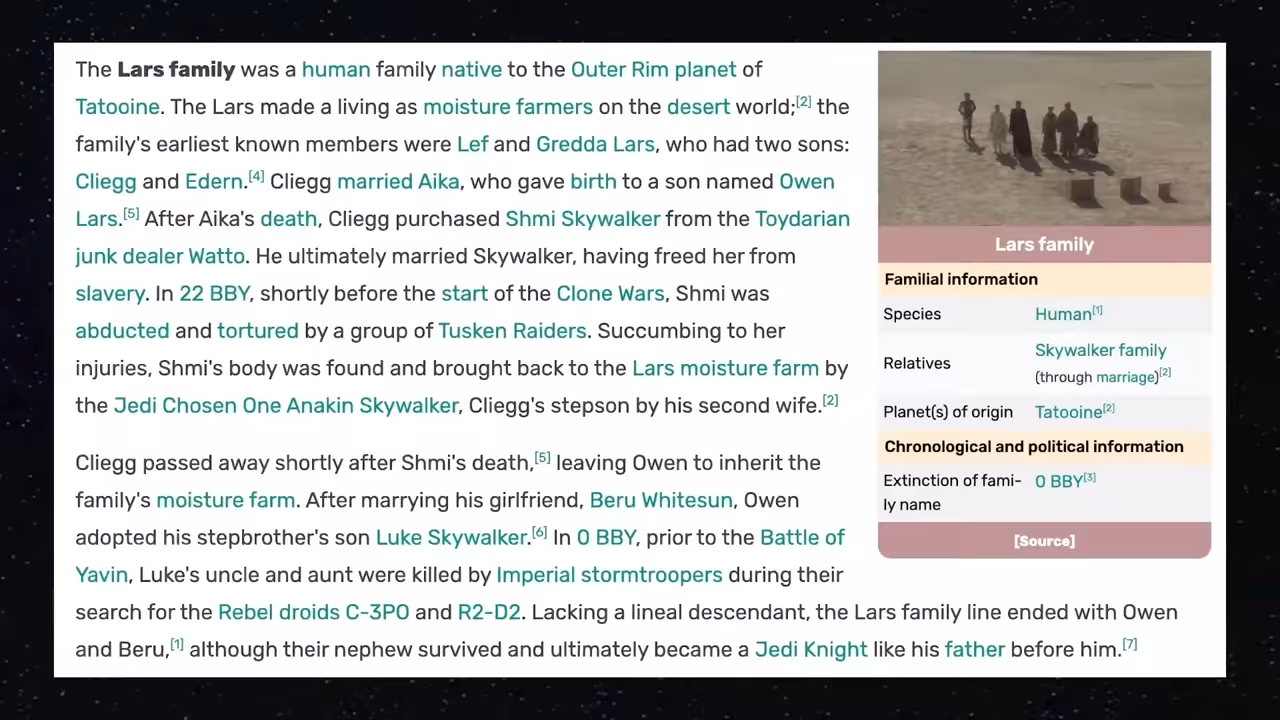 The Lars family was a human family native to the Outer Rim planet of
Tatooine. The Lars made a living as moisture farmers on the desert world;[2] the
family's earliest known members were Lef and Gredda Lars, who had two sons:
Cliegg and Edern.[4] Cliegg married Aika, who gave birth to a son named Owen
Lars.[5] After Aika's death, Cliegg purchased Shmi Skywalker from the Toydarian
junk dealer Watto. He ultimately married Skywalker, having freed her from
slavery. In 22 BBY, shortly before the start of the Clone Wars, Shmi was
abducted and tortured by a group of Tusken Raiders. Succumbing to her
injuries, Shmi's body was found and brought back to the Lars moisture farm by
the Jedi Chosen One Anakin Skywalker, Cliegg's stepson by his second wife.[2]
Cliegg passed away shortly after Shmi's death,[5] leaving Owen to inherit the
family's moisture farm. After marrying his girlfriend, Beru Whitesun, Owen
adopted his stepbrother's son Luke Skywalker.[6] In 0 BBY, prior to the Battle of
Yavin, Luke's uncle and aunt were killed by Imperial stormtroopers during their
search for the Rebel droids C-3PO and R2-D2. Lacking a lineal descendant, the Lars family line ended with Owen
and Beru,[1] although their nephew survived and ultimately became a Jedi Knight like his father before him.[7]
Lars family
Familial information
Species Human[1]
Relatives Skywalker family
(through marriage)[2]
Planet(s) of origin Tatooine[2]
Chronological and political information
Extinction of fami- 0 BBY[3]
ly name
[Source]